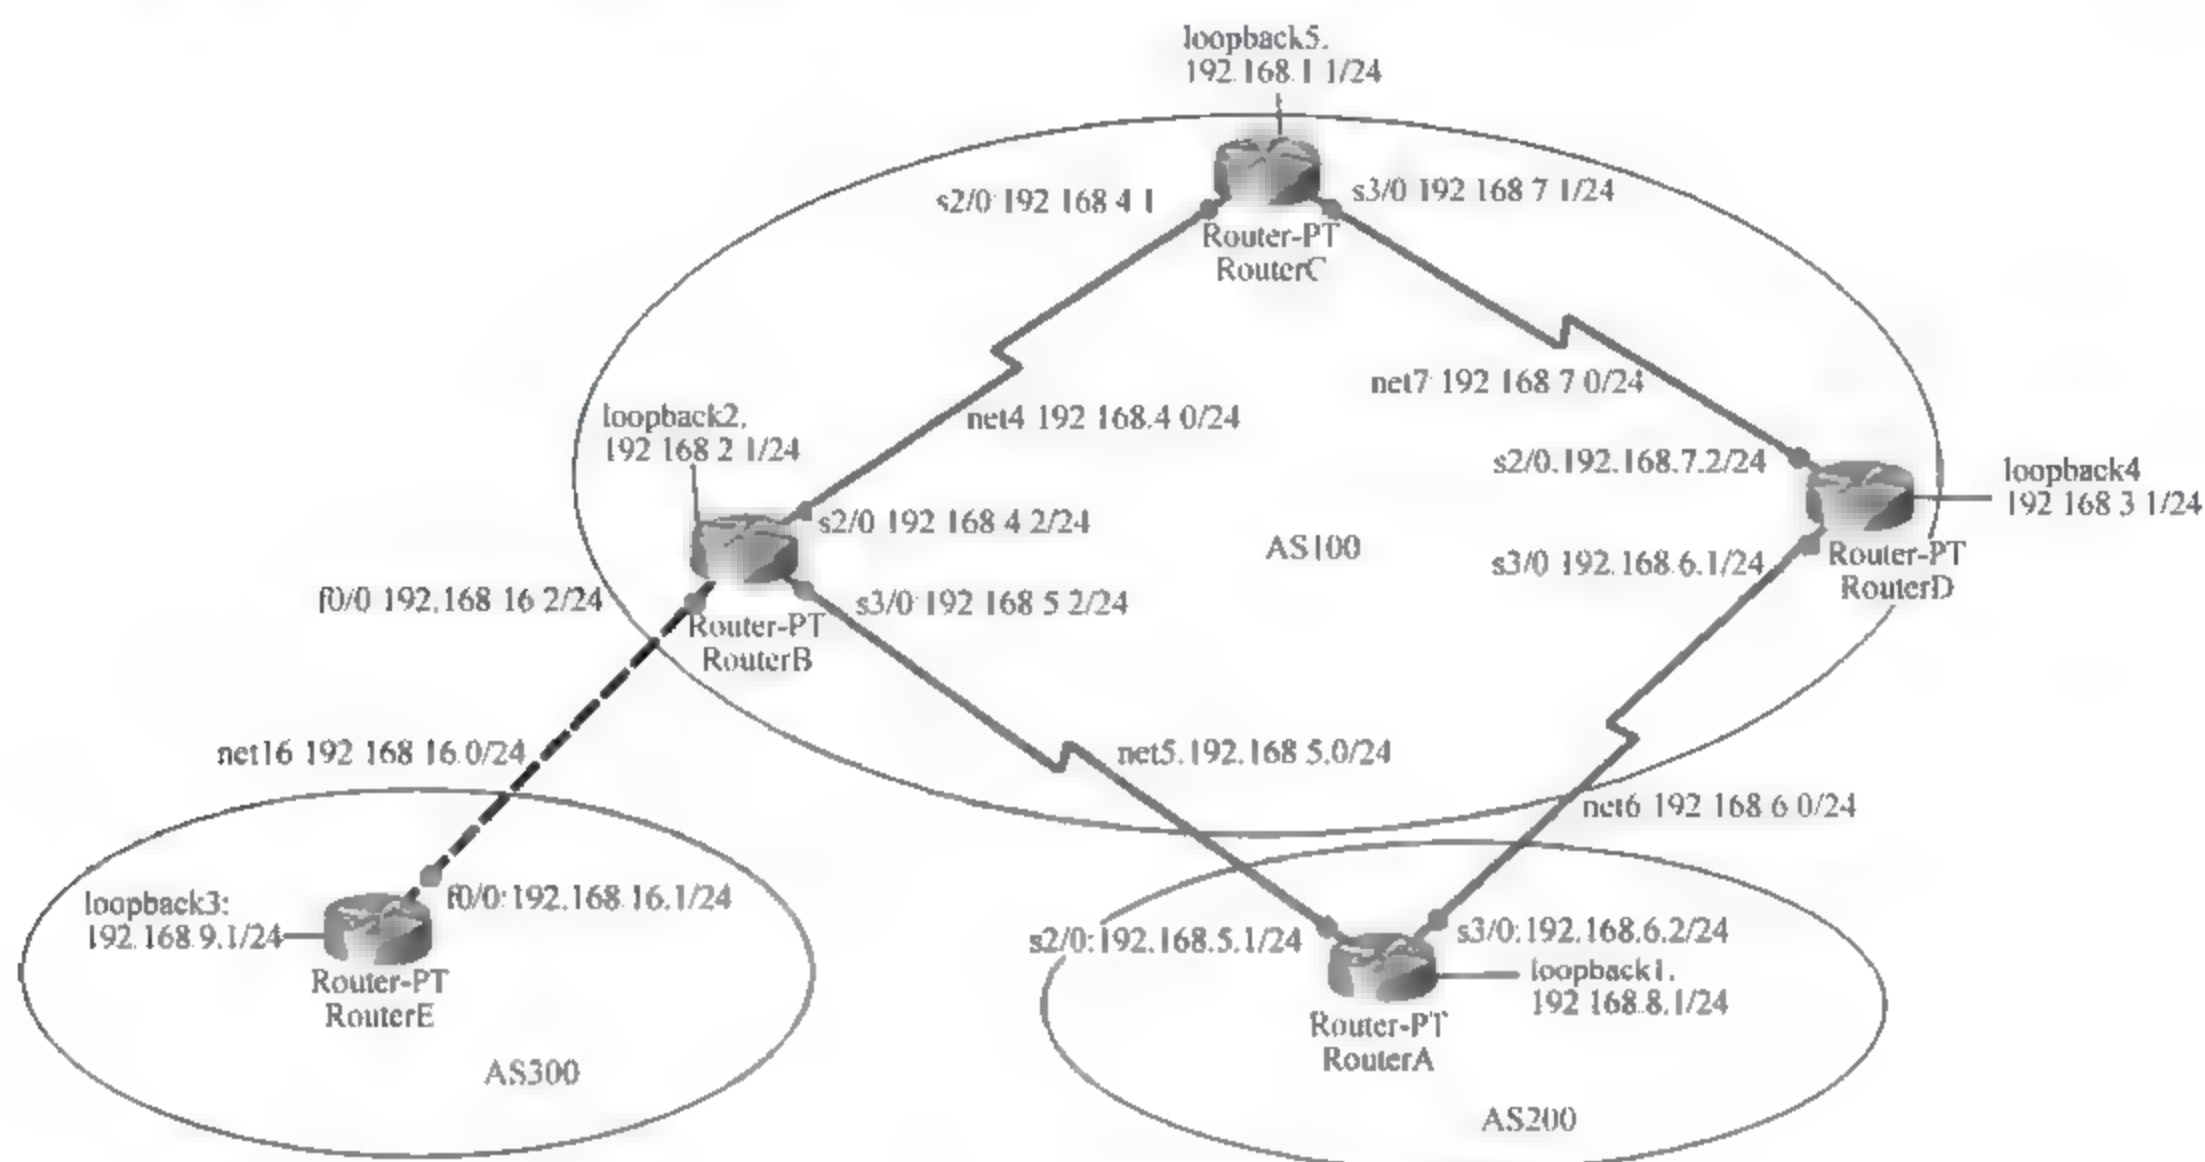 loopback5.
192.168.1 1/24
s2/0 192 168 4 1
s3/0 192 168 7 1/24
Router-PT
RouterC
net7 192 168 7 0/24
net4 192 168.4 0/24
loopback2,
192 168 2 1/24
s2/0.192.168.7.2/24
loopback4
192 168 3 1/24
s2/0 192 168 4 2/24
AS100
s3/0 192.168.6.1/24
Router-PT
RouterD
f0/0 192.168 16 2/24
s3/0 192 168 5 2/24
Router-PT
RouterB
net16 192 168 16.0/24
net5.192.168 5.0/24
net6 192 168 6 0/24
loopback3:
192.168.9.1/24
f0/0:192.168.16.1/24
Router-PT
RouterE
AS300
s2/0:192.168.5.1/24
s3/0:192.168.6.2/24
loopback1.
192 168.8.1/24
Router-PT
RouterA
AS200